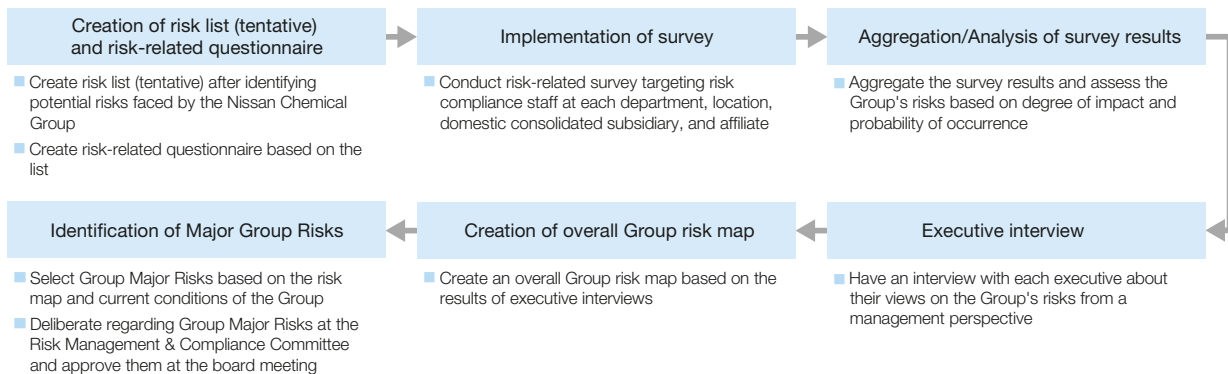 Creation of risk list (tentative)
and risk-related questionnaire
Create risk list (tentative) after identifying
potential risks faced by the Nissan Chemical
Group
Create risk-related questionnaire based on the
list
Implementation of survey
Conduct risk-related survey targeting risk
compliance staff at each department, location,
domestic consolidated subsidiary, and affiliate
Aggregation/Analysis of survey results
Aggregate the survey results and assess the
Group's risks based on degree of impact and
probability of occurrence
Executive interview
Have an interview with each executive about
their views on the Group's risks from a
management perspective
Creation of overall Group risk map
Create an overall Group risk map based on the
results of executive interviews
Identification of Major Group Risks
Select Group Major Risks based on the risk
map and current conditions of the Group
Deliberate regarding Group Major Risks at the
Risk Management & Compliance Committee
and approve them at the board meeting